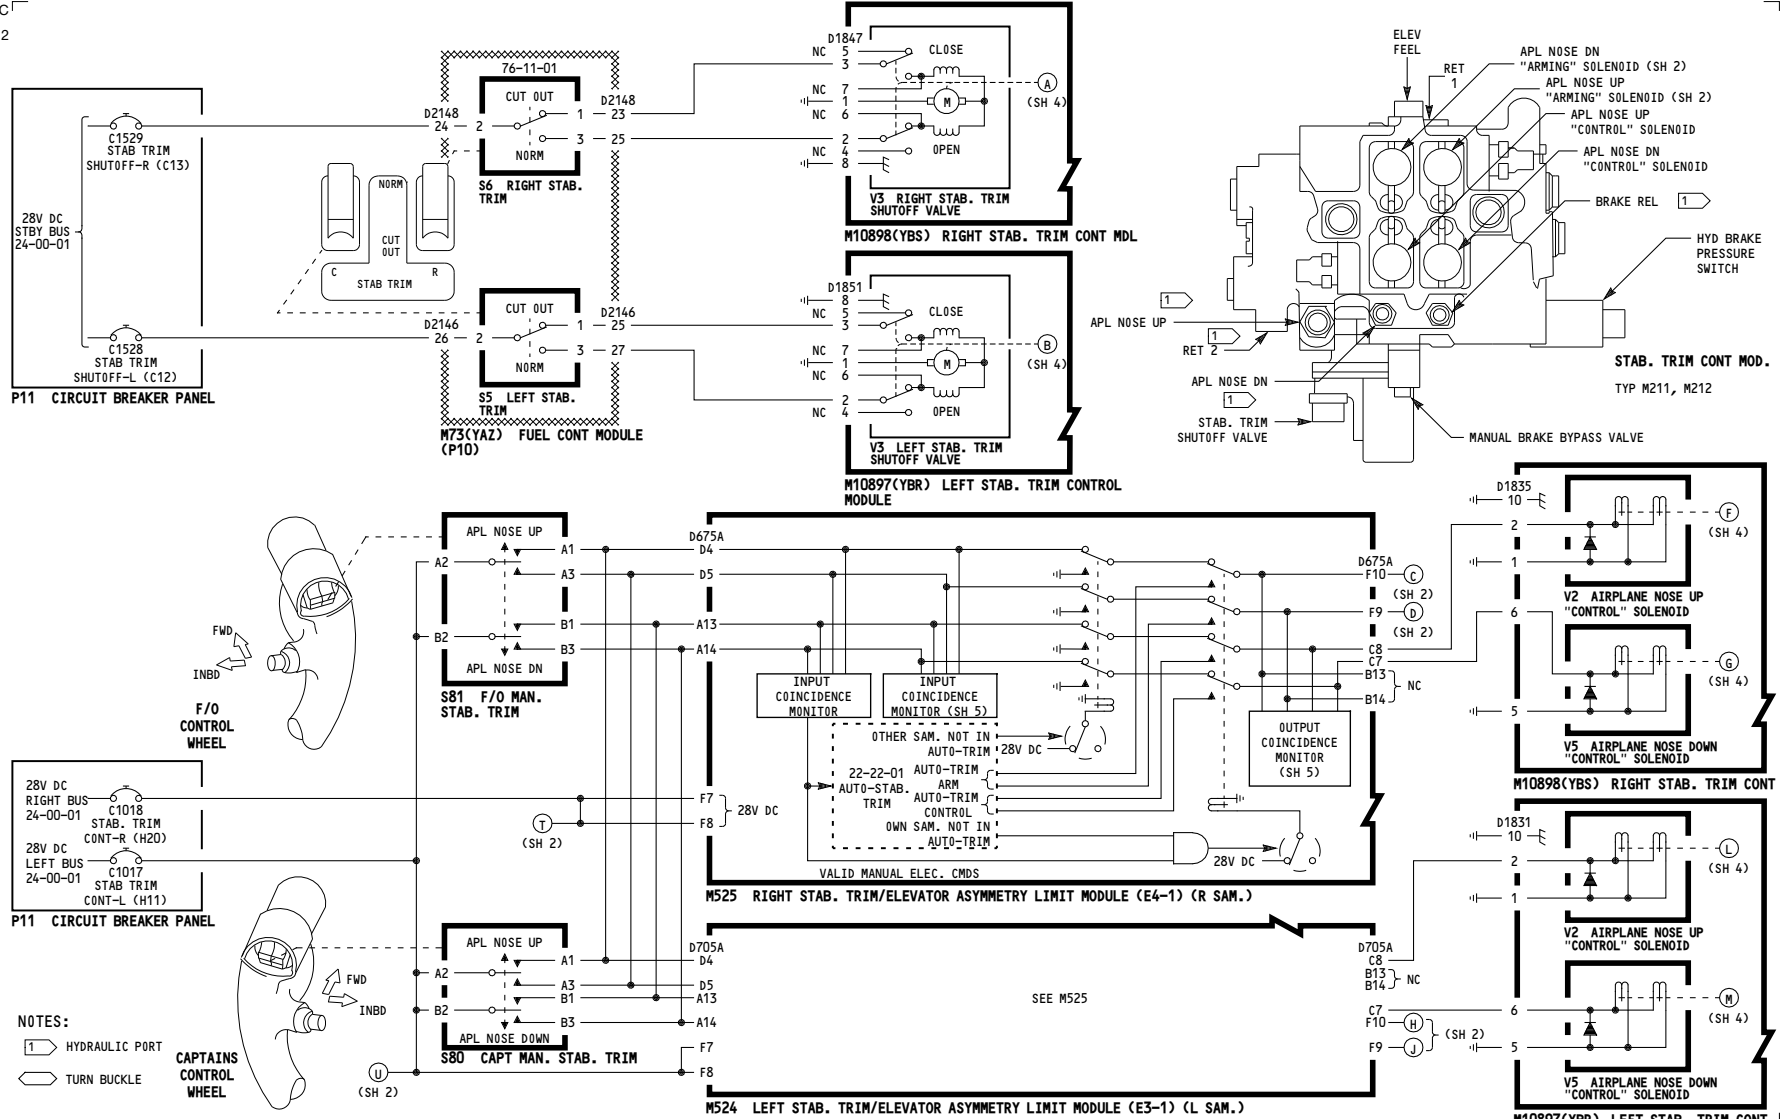 C
2
28V DC
STBY BUS
24-00-01
C1529
STAB TRIM
SHUTOFF-R (C13)
C1528
STAB TRIM
SHUTOFF-L (C12)
P11 CIRCUIT BREAKER PANEL
NORM
CUT
OUT
C
R
STAB TRIM
76-11-01
D2148
24
2
CUT OUT
NORM
1
3
D2148
23
25
S6 RIGHT STAB.
TRIM
D2146
26
2
CUT OUT
NORM
1
3
D2146
25
27
S5 LEFT STAB.
TRIM
M73(YAZ) FUEL CONT MODULE
(P10)
D1847
NC 5
3
NC 7
1
NC 6
2
NC 4
8
CLOSE
M
OPEN
A
(SH 4)
V3 RIGHT STAB. TRIM
SHUTOFF VALVE
M10898(YBS) RIGHT STAB. TRIM CONT MDL
D1851
8
NC 5
3
NC 7
1
NC 6
2
NC 4
CLOSE
M
OPEN
B
(SH 4)
V3 LEFT STAB. TRIM
SHUTOFF VALVE
M10897(YBR) LEFT STAB. TRIM CONTROL
MODULE
ELEV
FEEL
RET
1
APL NOSE DN
"ARMING" SOLENOID (SH 2)
APL NOSE UP
"ARMING" SOLENOID (SH 2)
APL NOSE UP
"CONTROL" SOLENOID
APL NOSE DN
"CONTROL" SOLENOID
BRAKE REL 1
HYD BRAKE
PRESSURE
SWITCH
1
APL NOSE UP
1
RET 2
APL NOSE DN
1
STAB. TRIM
SHUTOFF VALVE
MANUAL BRAKE BYPASS VALVE
STAB. TRIM CONT MOD.
TYP M211, M212
FWD
INBD
F/O
CONTROL
WHEEL
APL NOSE UP
A2
B2
A1
A3
B1
B3
APL NOSE DN
S81 F/O MAN.
STAB. TRIM
28V DC
RIGHT BUS
24-00-01
C1018
STAB. TRIM
CONT-R (H20)
28V DC
LEFT BUS
24-00-01
C1017
STAB TRIM
CONT-L (H11)
P11 CIRCUIT BREAKER PANEL
T
(SH 2)
D675A
D4
D5
A13
A14
F7
F8
28V DC
INPUT
COINCIDENCE
MONITOR
INPUT
COINCIDENCE
MONITOR (SH 5)
OTHER SAM. NOT IN
AUTO-TRIM
28V DC
22-22-01
AUTO-STAB.
TRIM
AUTO-TRIM
ARM
AUTO-TRIM
CONTROL
OWN SAM. NOT IN
AUTO-TRIM
VALID MANUAL ELEC. CMDS
28V DC
OUTPUT
COINCIDENCE
MONITOR
(SH 5)
D675A
F10 C
(SH 2)
F9 D
(SH 2)
C8
C7
B13
B14
NC
M525 RIGHT STAB. TRIM/ELEVATOR ASYMMETRY LIMIT MODULE (E4-1) (R SAM.)
D1835
10
2
1
6
5
F
(SH 4)
V2 AIRPLANE NOSE UP
"CONTROL" SOLENOID
G
(SH 4)
V5 AIRPLANE NOSE DOWN
"CONTROL" SOLENOID
M10898(YBS) RIGHT STAB. TRIM CONT
FWD
INBD
CAPTAINS
CONTROL
WHEEL
NOTES:
1 HYDRAULIC PORT
TURN BUCKLE
U
(SH 2)
APL NOSE UP
A2
B2
A1
A3
B1
B3
APL NOSE DOWN
S80 CAPT MAN. STAB. TRIM
D705A
D4
D5
A13
A14
F7
F8
SEE M525
D705A
C8
B13
B14
NC
C7
F10 H
F9 J
(SH 2)
M524 LEFT STAB. TRIM/ELEVATOR ASYMMETRY LIMIT MODULE (E3-1) (L SAM.)
D1831
10
2
1
6
5
L
(SH 4)
V2 AIRPLANE NOSE UP
"CONTROL" SOLENOID
M
(SH 4)
V5 AIRPLANE NOSE DOWN
"CONTROL" SOLENOID
M10897(YBR) LEFT STAB. TRIM CONT